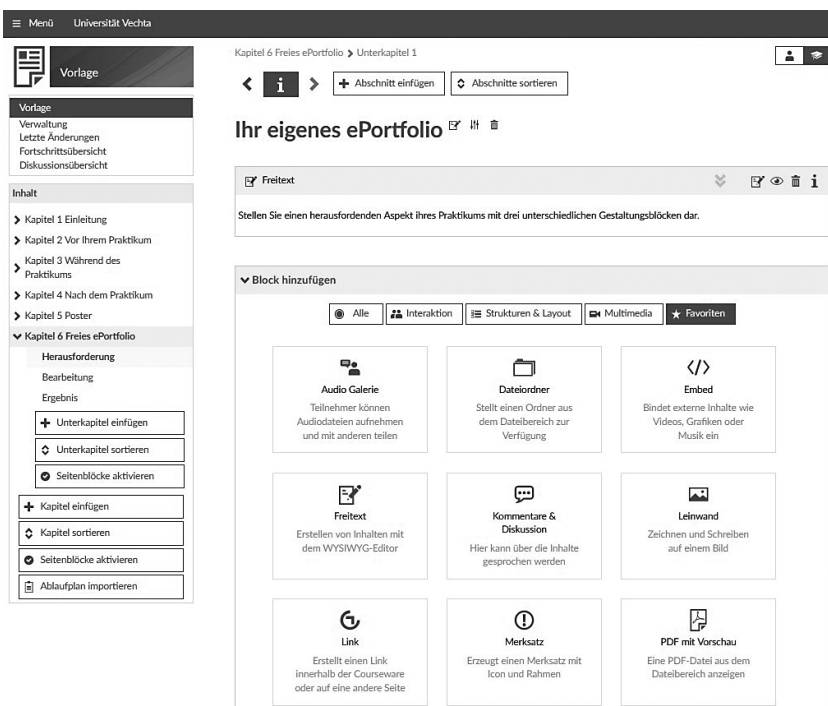 Menü Universität Vechta
Vorlage
Vorlage
Verwaltung
Letzte Änderungen
Fortschrittsübersicht
Diskussionsübersicht
Inhalt
Kapitel 1 Einleitung
Kapitel 2 Vor Ihrem Praktikum
Kapitel 3 Während des
Praktikums
Kapitel 4 Nach dem Praktikum
Kapitel 5 Poster
Kapitel 6 Freies ePortfolio
Herausforderung
Bearbeitung
Ergebnis
Unterkapitel einfügen
Unterkapitel sortieren
Seitenblöcke aktivieren
Kapitel einfügen
Kapitel sortieren
Seitenblöcke aktivieren
Ablaufplan importieren
Kapitel 6 Freies ePortfolio > Unterkapitel 1
Abschnitt einfügen
Abschnitte sortieren
Ihr eigenes ePortfolio
Freitext
Stellen Sie einen herausfordenden Aspekt ihres Praktikums mit drei unterschiedlichen Gestaltungsblöcken dar.
Block hinzufügen
Alle
Interaktion
Strukturen & Layout
Multimedia
Favoriten
Audio Galerie
Teilnehmer können
Audiodateien aufnehmen
und mit anderen teilen
Dateiordner
Stellt einen Ordner aus
dem Dateibereich zur
Verfügung
Embed
Bindet externe Inhalte wie
Videos, Grafiken oder
Musik ein
Freitext
Erstellen von Inhalten mit
dem WYSIWYG-Editor
Kommentare &
Diskussion
Hier kann über die Inhalte
gesprochen werden
Leinwand
Zeichnen und Schreiben
auf einem Bild
Link
Erstellt einen Link
innerhalb der Courseware
oder auf eine andere Seite
Merksatz
Erzeugt einen Merksatz mit
Icon und Rahmen
PDF mit Vorschau
Eine PDF-Datei aus dem
Dateibereich anzeigen